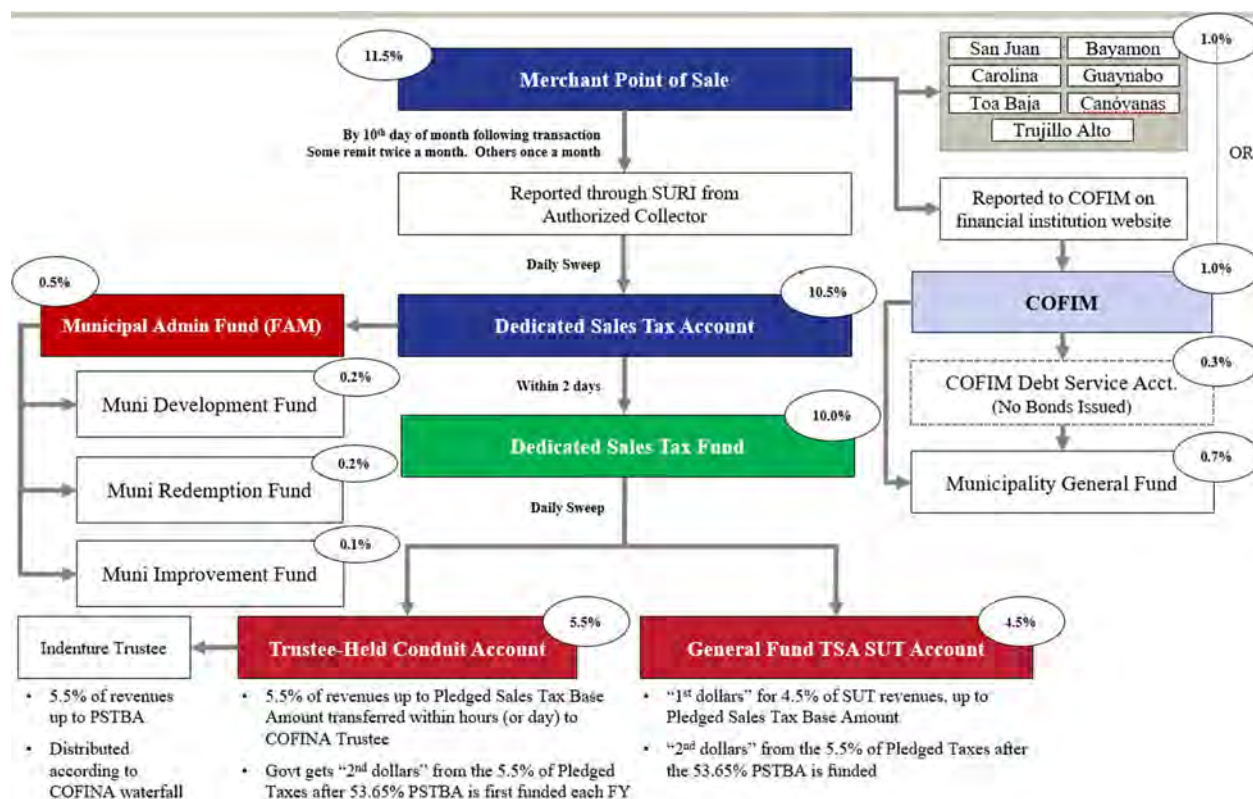 11.5%
Merchant Point of Sale
1.0%
San Juan
Bayamon
Carolina
Guaynabo
Toa Baja
Canóvanas
Trujillo Alto
OR
By 10th day of month following transaction
Some remit twice a month. Others once a month
Reported through SURI from
Authorized Collector
Reported to COFIM on
financial institution website
Daily Sweep
0.5%
Municipal Admin Fund (FAM)
10.5%
Dedicated Sales Tax Account
1.0%
COFIM
0.2%
Muni Development Fund
Within 2 days
0.3%
COFIM Debt Service Acct.
(No Bonds Issued)
10.0%
Dedicated Sales Tax Fund
0.2%
Muni Redemption Fund
0.7%
Municipality General Fund
Daily Sweep
0.1%
Muni Improvement Fund
Indenture Trustee
5.5%
Trustee-Held Conduit Account
4.5%
General Fund TSA SUT Account
• 5.5% of revenues
up to PSTBA
• Distributed
according to
COFINA waterfall
• 5.5% of revenues up to Pledged Sales Tax Base
Amount transferred within hours (or day) to
COFINA Trustee
• Govt gets “2nd dollars” from the 5.5% of Pledged
Taxes after 53.65% PSTBA is first funded each FY
• “1st dollars” for 4.5% of SUT revenues, up to
Pledged Sales Tax Base Amount
• “2nd dollars” from the 5.5% of Pledged Taxes after
the 53.65% PSTBA is funded